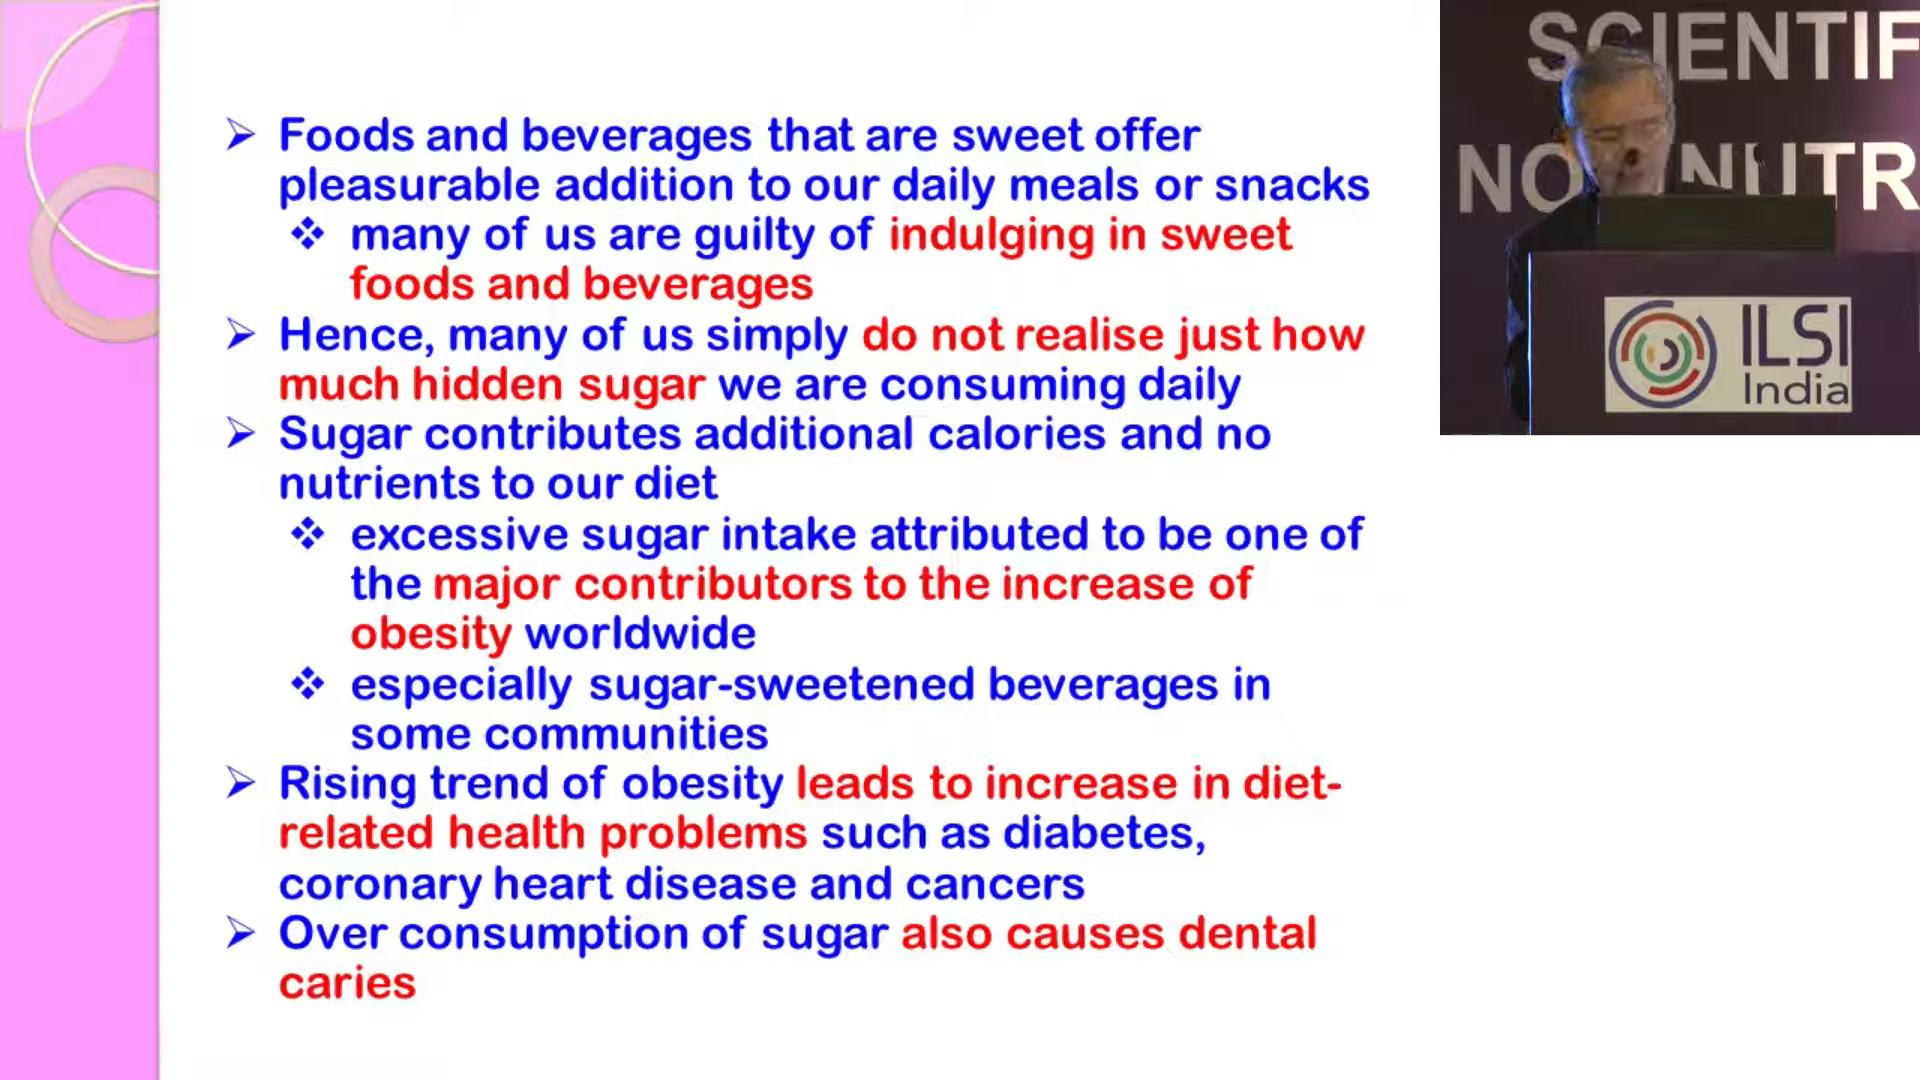 Foods and beverages that are sweet offer
pleasurable addition to our daily meals or snacks
many of us are guilty of indulging in sweet
foods and beverages
Hence, many of us simply do not realise just how
much hidden sugar we are consuming daily
Sugar contributes additional calories and no
nutrients to our diet
excessive sugar intake attributed to be one of
the major contributors to the increase of
obesity worldwide
especially sugar-sweetened beverages in
some communities
Rising trend of obesity leads to increase in diet-
related health problems such as diabetes,
coronary heart disease and cancers
Over consumption of sugar also causes dental
caries
SCIENTIF
NUTR
ILSI
India